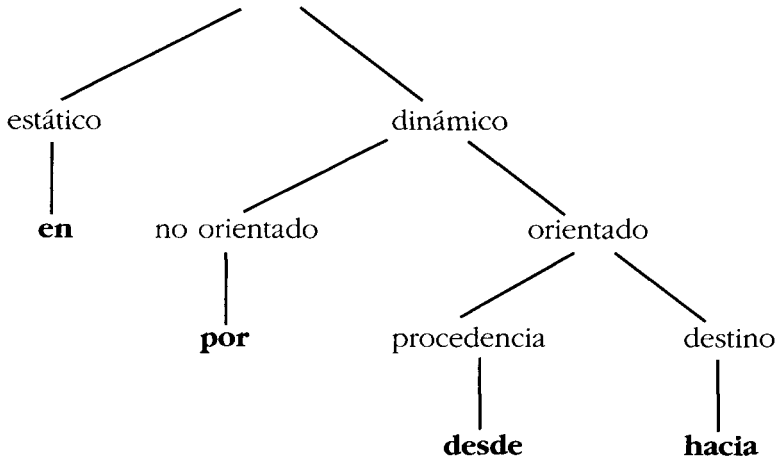 estático dinámico
en no orientado orientado
por procedencia destino
desde hacia